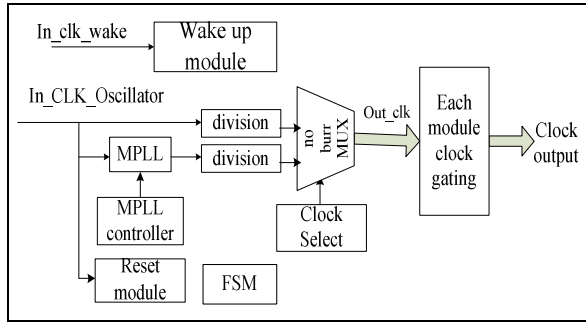 In_clk_wake
Wake up
module
In_CLK_Oscillator
division
MPLL
division
no
burr
MUX
Out_clk
Each
module
clock
gating
Clock
output
MPLL
controller
Clock
Select
Reset
module
FSM